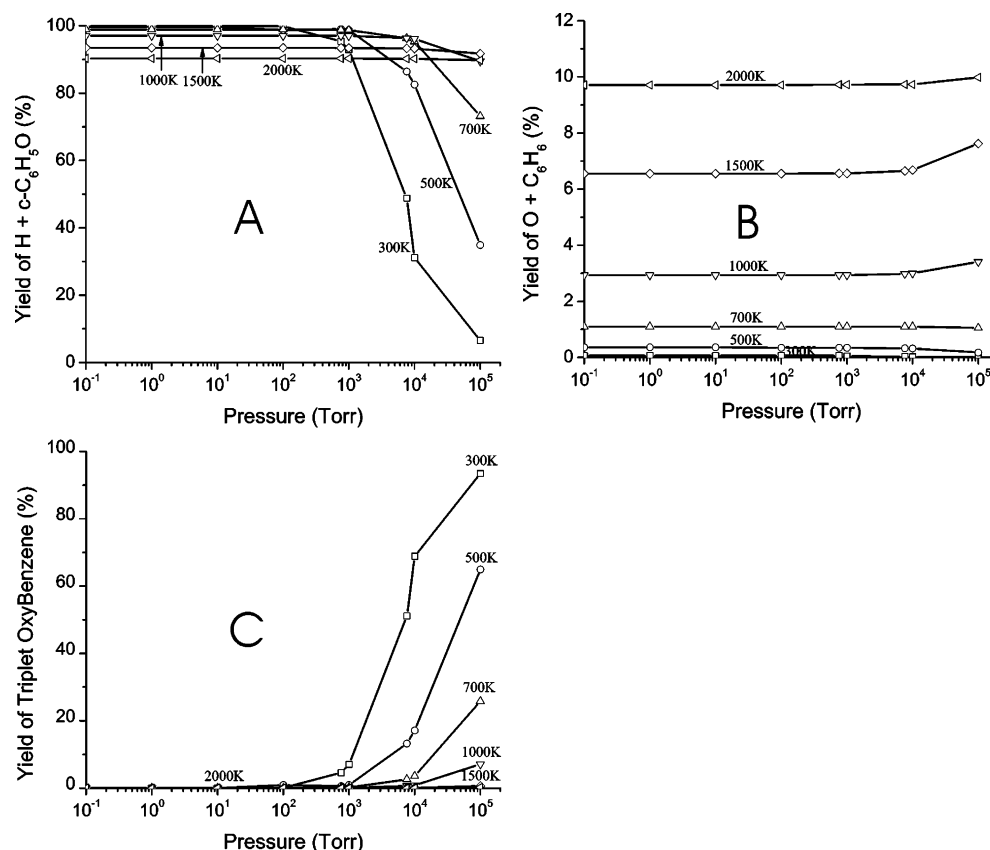 Yield of H + c-C₆H₅O (%)
100
80
60
40
20
0
1000K
1500K
2000K
700K
500K
300K
A
10⁻¹ 10⁰ 10¹ 10² 10³ 10⁴ 10⁵
Pressure (Torr)
Yield of O + C₆H₆ (%)
12
10
8
6
4
2
0
2000K
1500K
1000K
700K
500K
300K
B
10⁻¹ 10⁰ 10¹ 10² 10³ 10⁴ 10⁵
Pressure (Torr)
Yield of Triplet OxyBenzene (%)
100
80
60
40
20
0
300K
500K
700K
1000K
1500K
2000K
C
10⁻¹ 10⁰ 10¹ 10² 10³ 10⁴ 10⁵
Pressure (Torr)